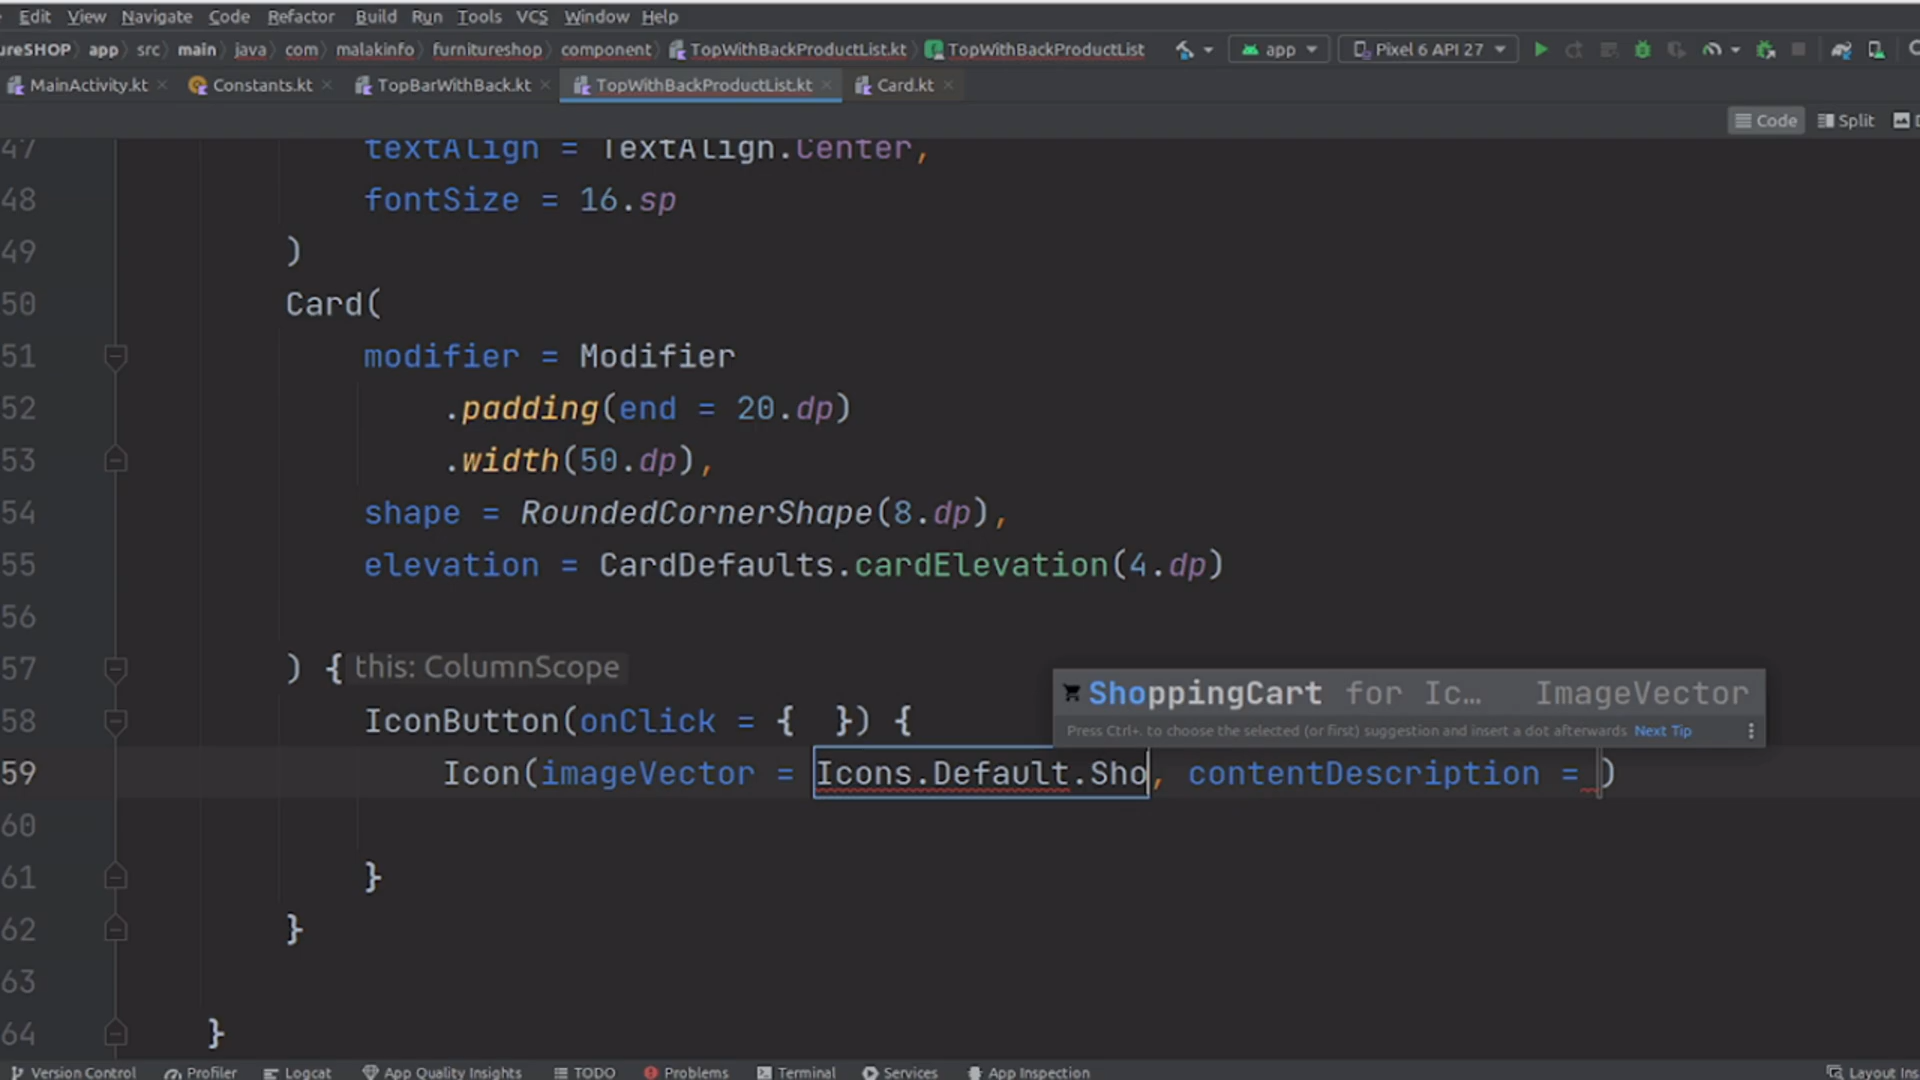 Edit View Navigate Code Refactor Build Run Tools VCS Window Help
ureSHOP app src main java com malakinfo furnitureshop component TopWithBackProductList.kt TopWithBackProductList app Pixel 6 API 27
MainActivity.kt Constants.kt TopBarWithBack.kt TopWithBackProductList.kt Card.kt
Code Split
47 textAlign = TextAlign.Center,
48 fontSize = 16.sp
49 )
50 Card(
51 modifier = Modifier
52 .padding(end = 20.dp)
53 .width(50.dp),
54 shape = RoundedCornerShape(8.dp),
55 elevation = CardDefaults.cardElevation(4.dp)
56
57 ) { this: ColumnScope
ShoppingCart for Ic... ImageVector
58 IconButton(onClick = { }) {
Press Ctrl+. to choose the selected (or first) suggestion and insert a dot afterwards Next Tip
59 Icon(imageVector = Icons.Default.Sho, contentDescription = )
60
61 }
62 }
63
64 }
Version Control Profiler Logcat App Quality Insights TODO Problems Terminal Services App Inspection Layout Ins